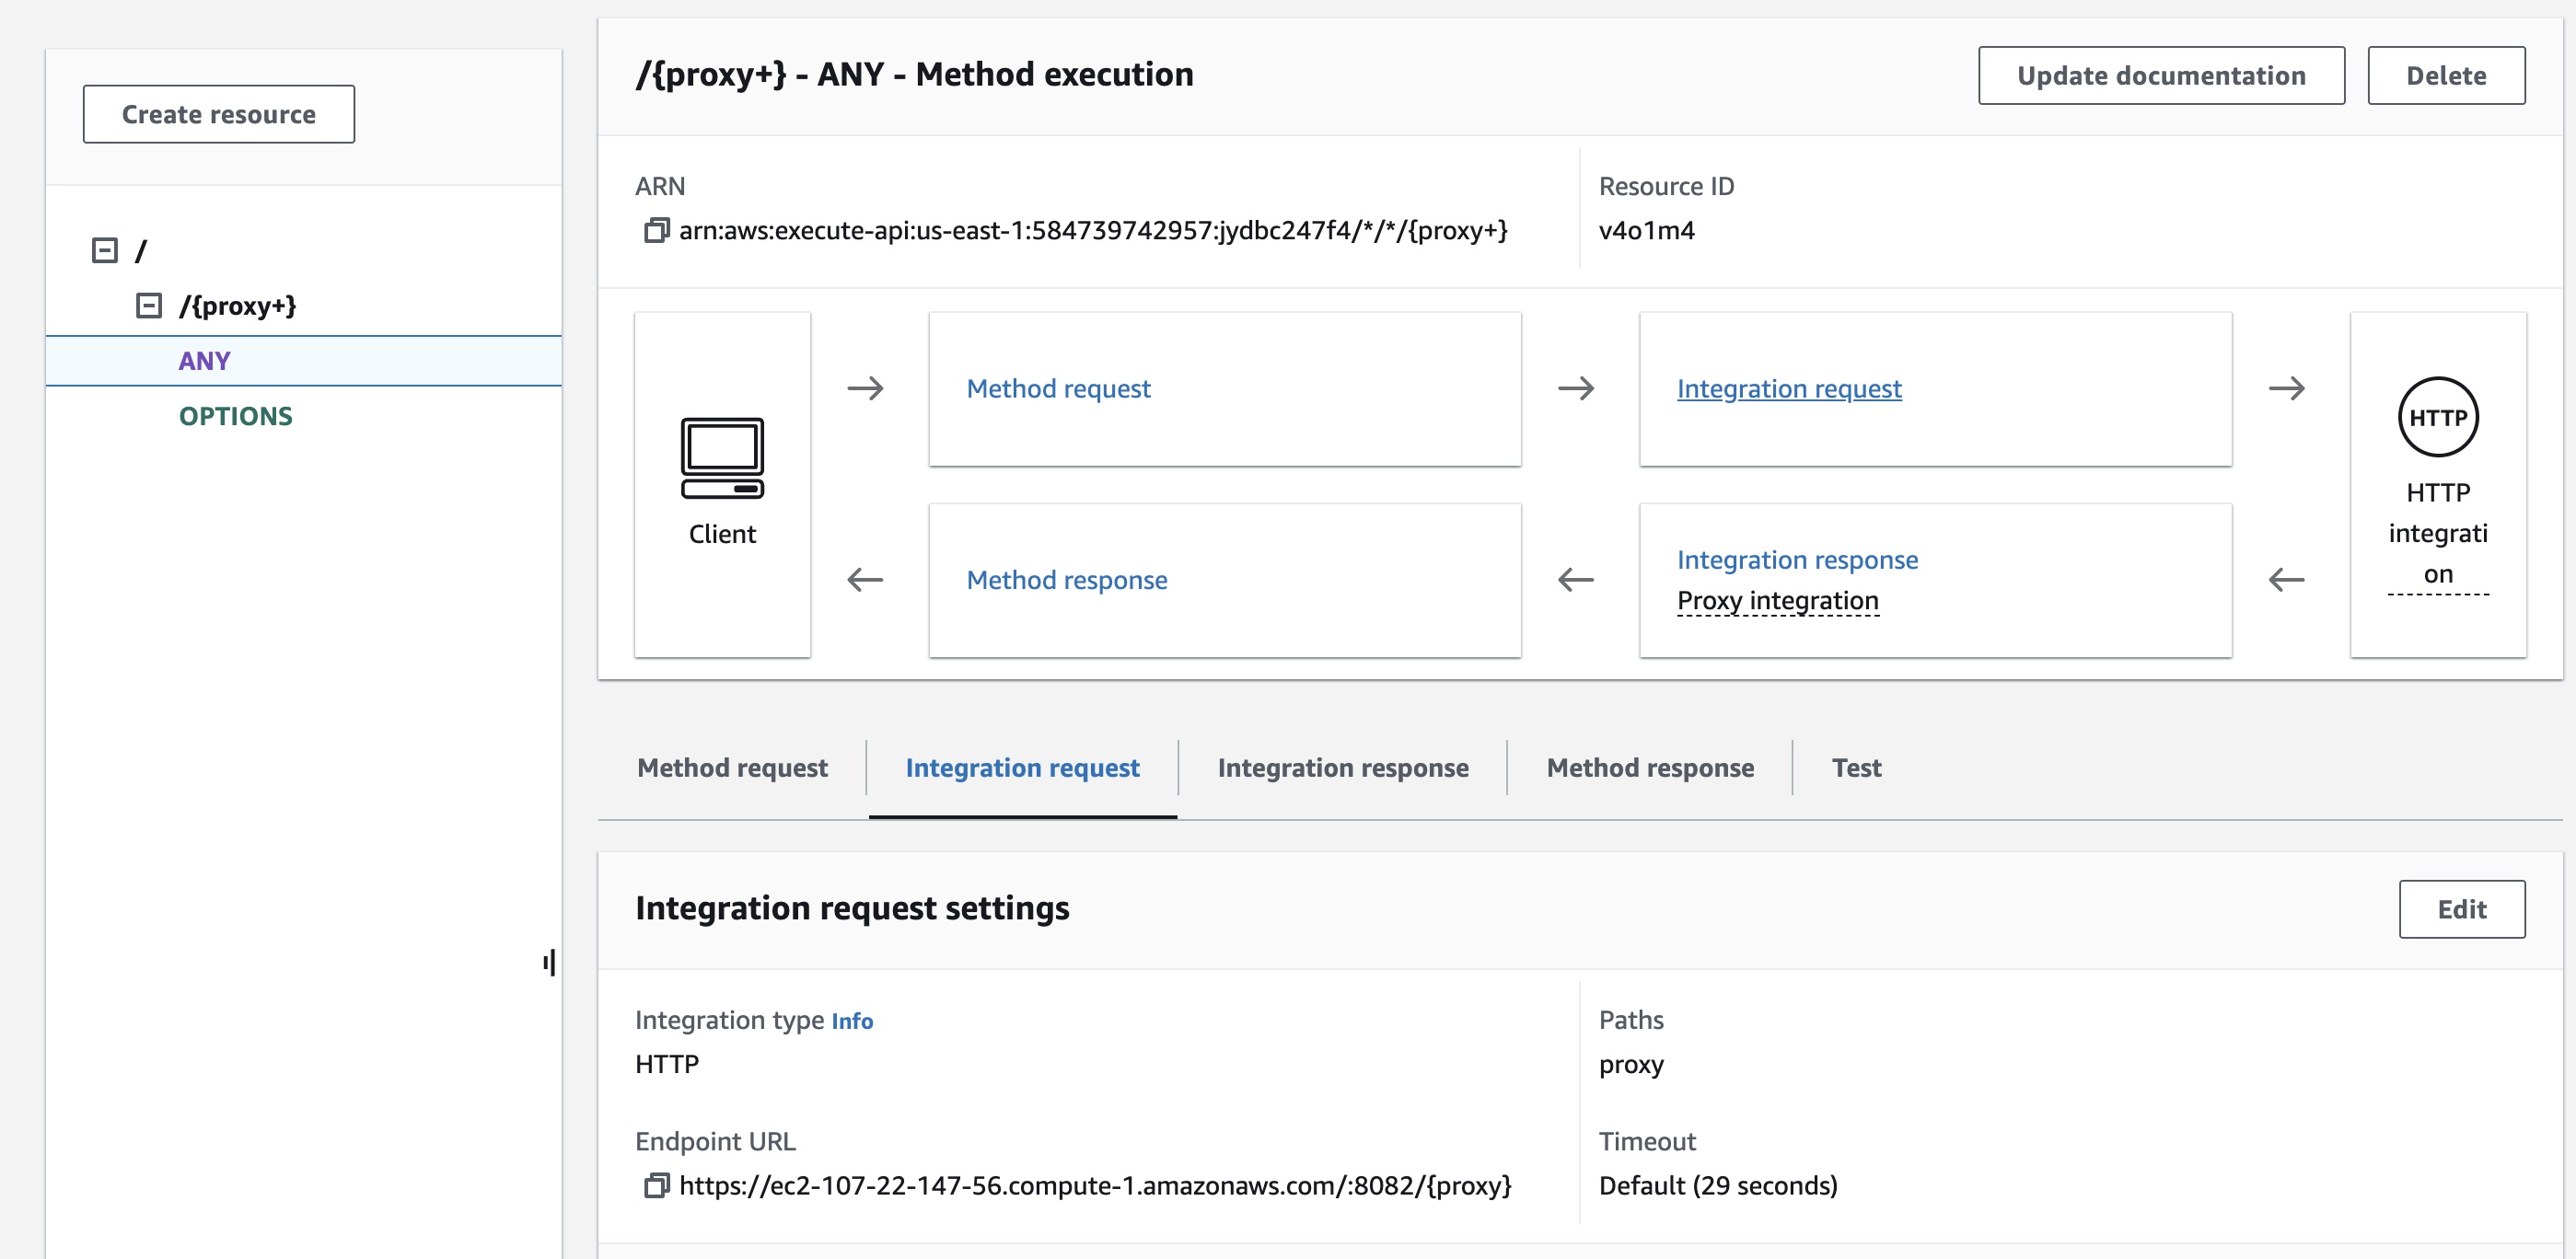 Create resource
/
/{proxy+}
ANY
OPTIONS
/{proxy+} - ANY - Method execution
Update documentation
Delete
ARN
arn:aws:execute-api:us-east-1:584739742957:jydbc247f4/*/*/{proxy+}
Resource ID
v4o1m4
Client
Method request
Integration request
HTTP
HTTP
integrati
on
Method response
Integration response
Proxy integration
Method request
Integration request
Integration response
Method response
Test
Integration request settings
Edit
Integration type Info
HTTP
Paths
proxy
Endpoint URL
https://ec2-107-22-147-56.compute-1.amazonaws.com/:8082/{proxy}
Timeout
Default (29 seconds)